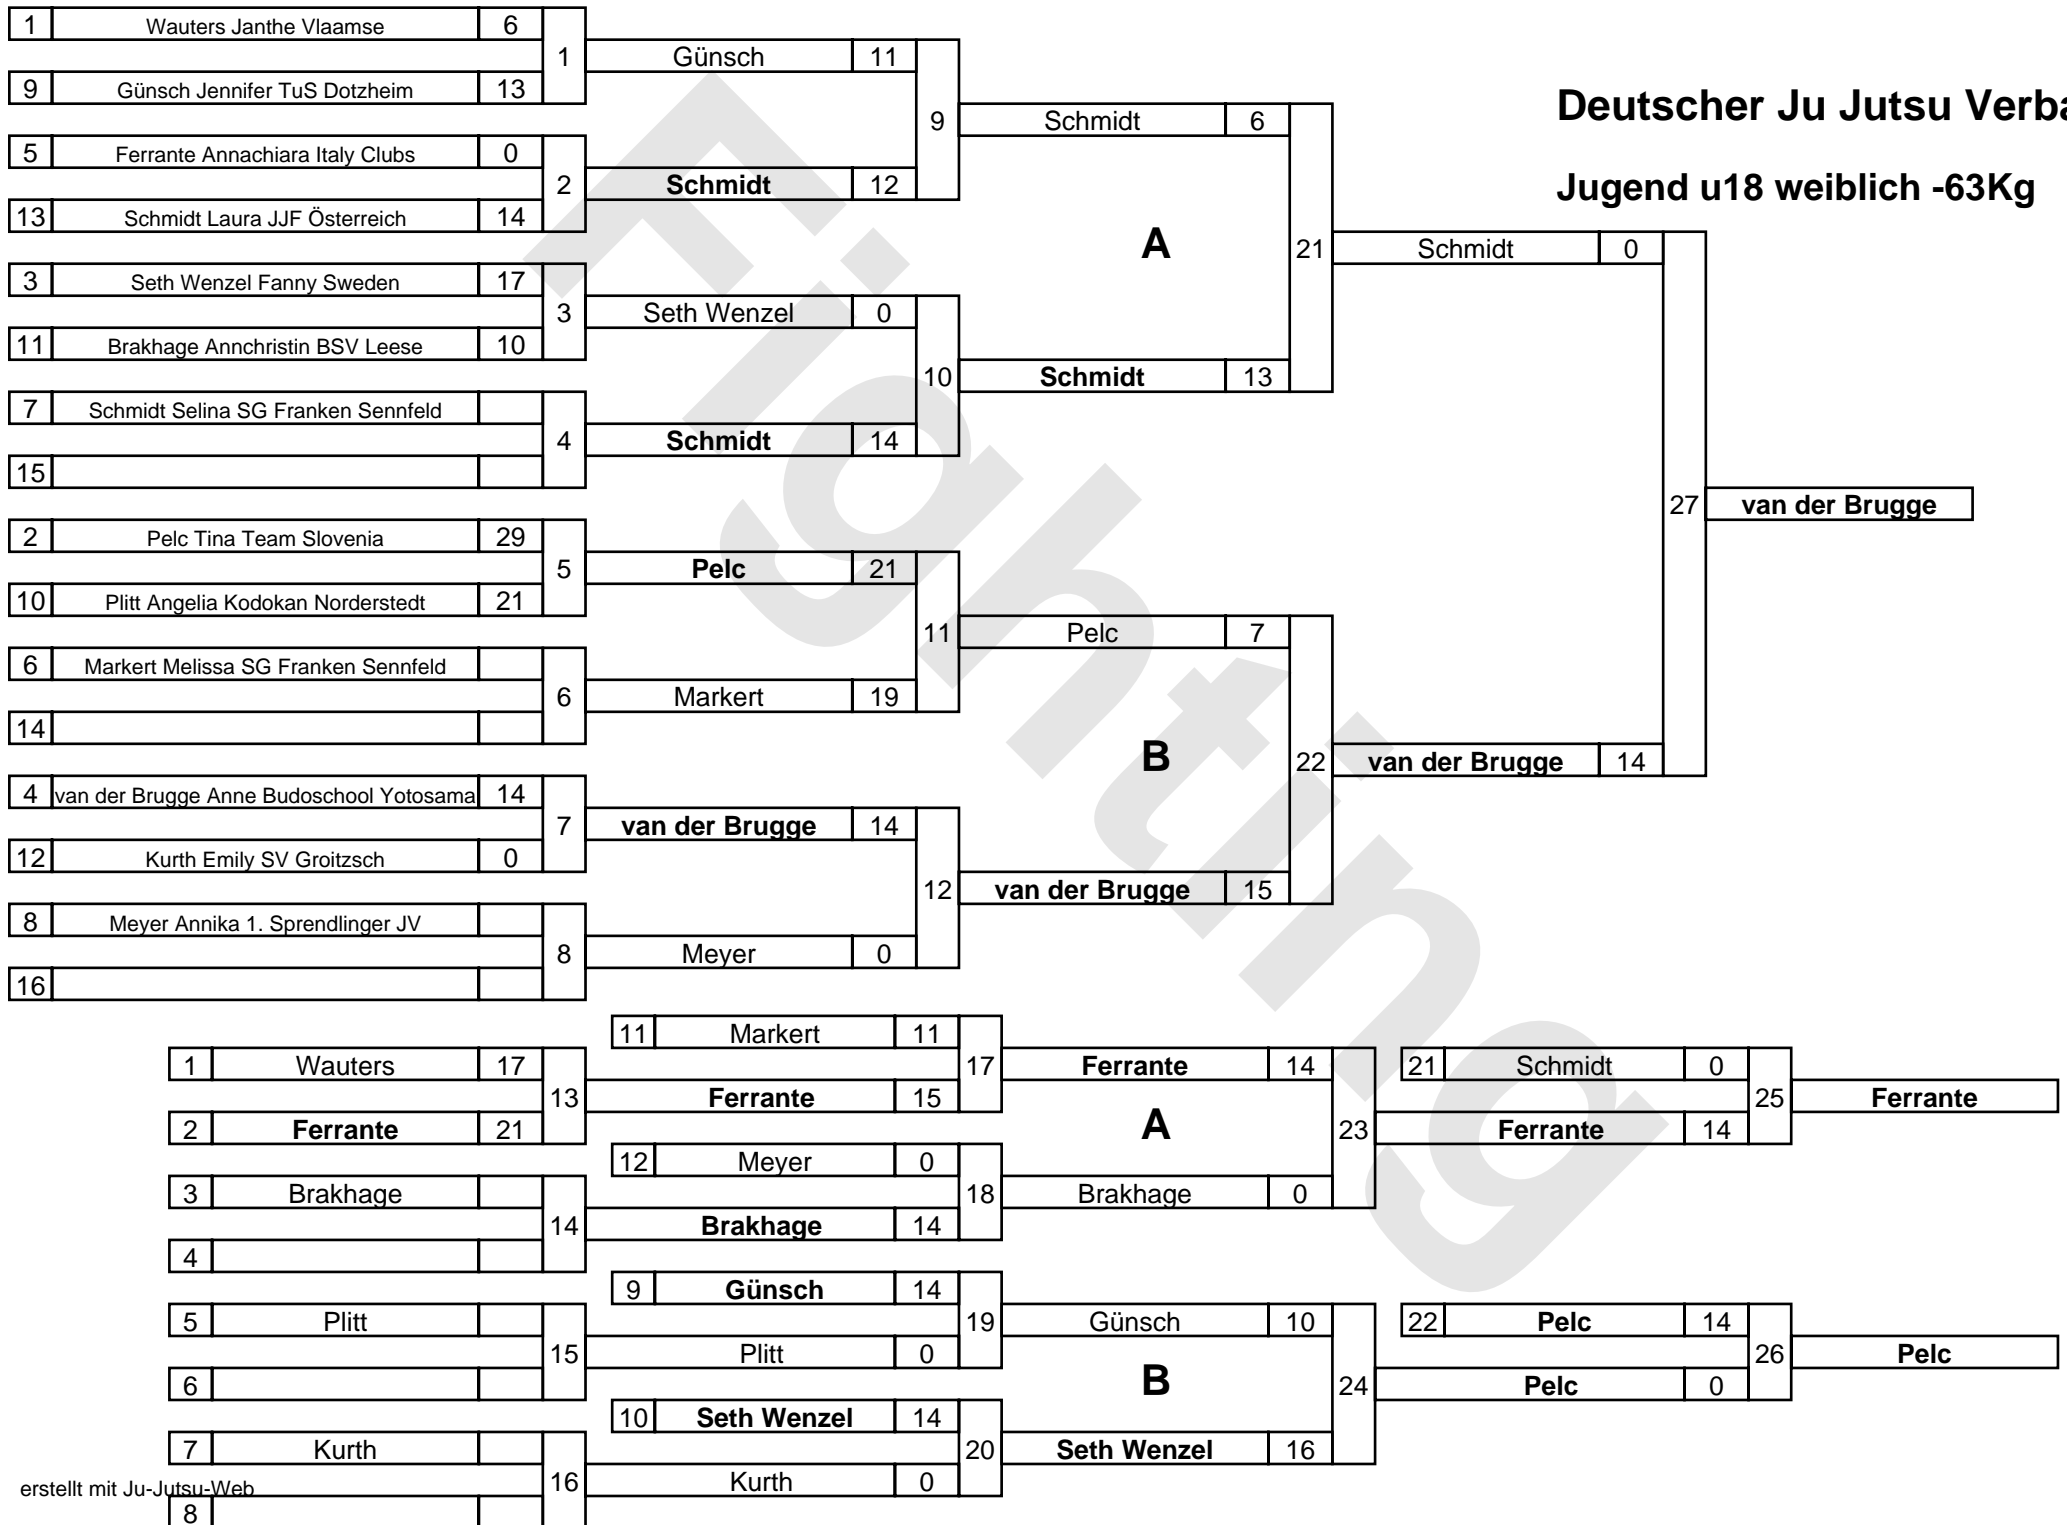 Deutscher Ju Jutsu Verba
Jugend u18 weiblich -63Kg
1 Wauters Janthe Vlaamse 6
9 Günsch Jennifer TuS Dotzheim 13
1
5 Ferrante Annachiara Italy Clubs 0
13 Schmidt Laura JJF Österreich 14
2
3 Seth Wenzel Fanny Sweden 17
11 Brakhage Annchristin BSV Leese 10
3
7 Schmidt Selina SG Franken Sennfeld
15
4
2 Pelc Tina Team Slovenia 29
10 Plitt Angelia Kodokan Norderstedt 21
5
6 Markert Melissa SG Franken Sennfeld
14
6
4 van der Brugge Anne Budoschool Yotosama 14
12 Kurth Emily SV Groitzsch 0
7
8 Meyer Annika 1. Sprendlinger JV
16
8
Günsch 11
Schmidt 12
9
Seth Wenzel 0
Schmidt 14
10
Pelc 21
Markert 19
11
van der Brugge 14
Meyer 0
12
Schmidt 6
A
Schmidt 13
21
Pelc 7
B
van der Brugge 15
22
Schmidt 0
van der Brugge 14
27
van der Brugge
1 Wauters 17
2 Ferrante 21
13
3 Brakhage
4
14
5 Plitt
6
15
7 Kurth
8
16
11 Markert 11
Ferrante 15
17
12 Meyer 0
Brakhage 14
18
9 Günsch 14
Plitt 0
19
10 Seth Wenzel 14
Kurth 0
20
Ferrante 14
A
Brakhage 0
23
Günsch 10
B
Seth Wenzel 16
24
21 Schmidt 0
Ferrante 14
25
Ferrante
22 Pelc 14
Pelc 0
26
Pelc
erstellt mit Ju-Jutsu-Web
Fighting